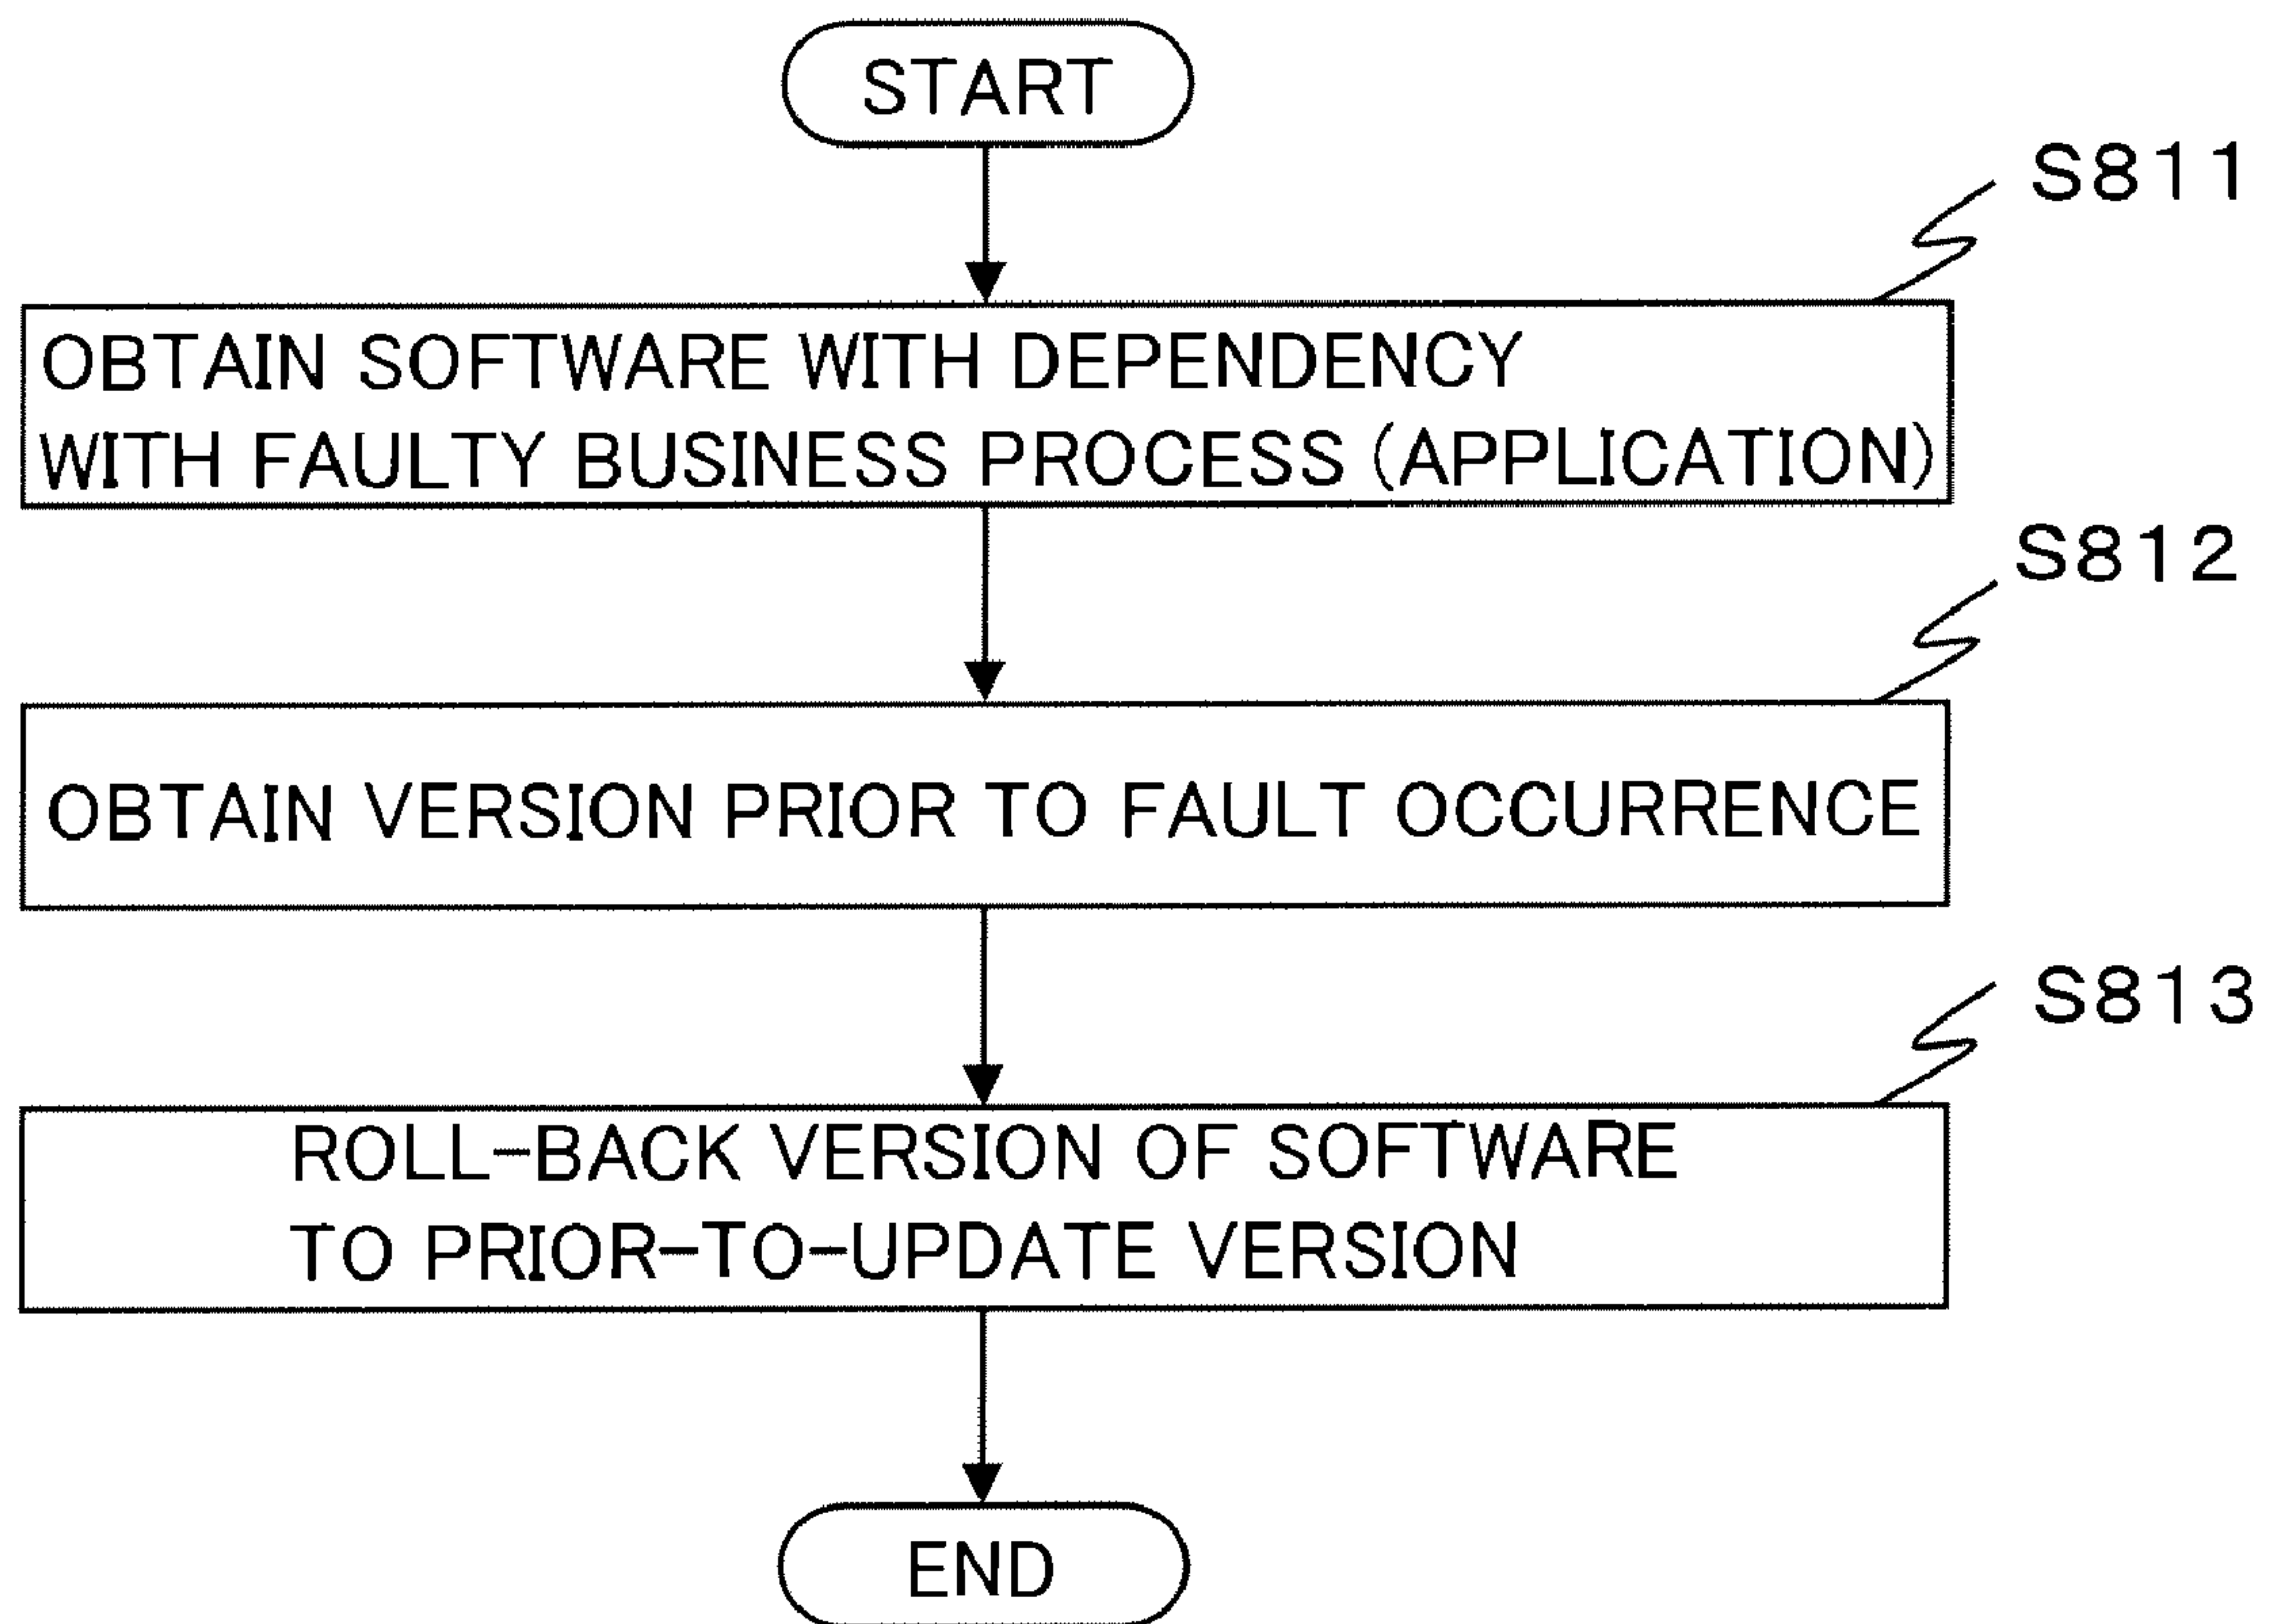 START
S811
OBTAIN SOFTWARE WITH DEPENDENCY
WITH FAULTY BUSINESS PROCESS (APPLICATION)
S812
OBTAIN VERSION PRIOR TO FAULT OCCURRENCE
S813
ROLL-BACK VERSION OF SOFTWARE
TO PRIOR-TO-UPDATE VERSION
END